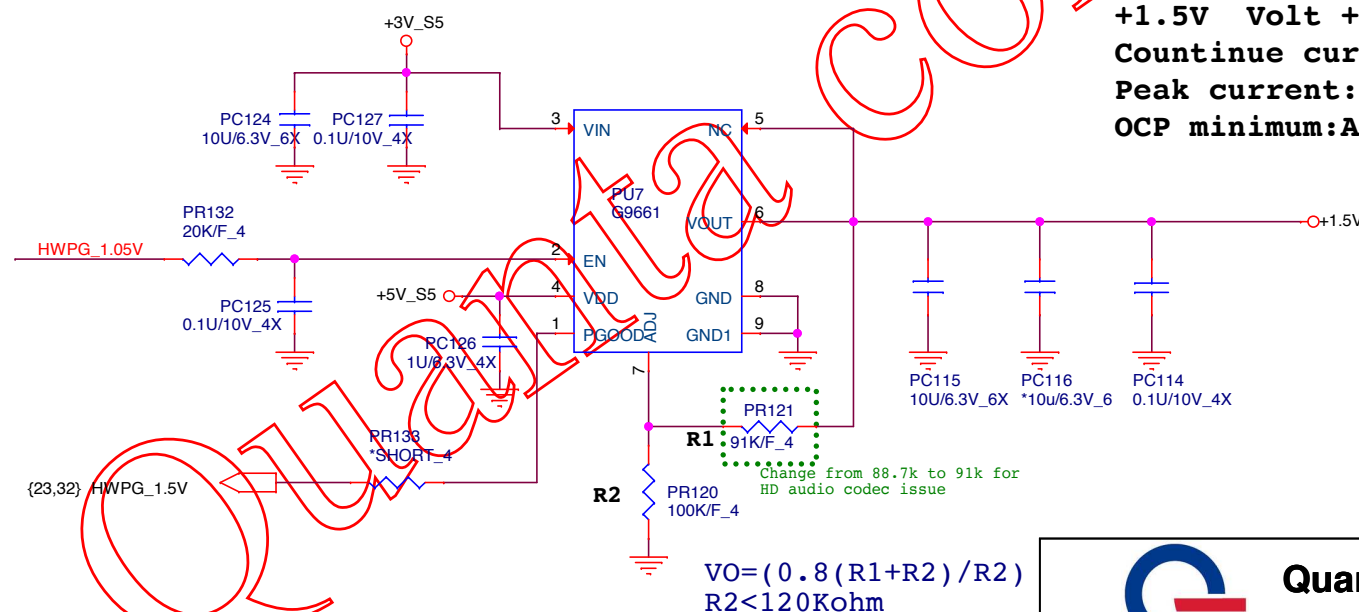 +3V_S5
+1.5V Volt +
Countinue cur
Peak current:
OCP minimum:A
PC124
10U/6.3V_6X
PC127
0.1U/10V_4X
3
VIN
NC
5
PU7
G9661
VOUT
6
+1.5V
PR132
20K/F_4
HWPG_1.05V
2
EN
PC125
0.1U/10V_4X
+5V_S5
4
VDD
GND
8
1
PGOOD
ADJ
GND1
9
PC126
1U/6.3V_4X
7
PC115
10U/6.3V_6X
PC116
*10u/6.3V_6
PC114
0.1U/10V_4X
R1
PR121
91K/F_4
Change from 88.7k to 91k for
HD audio codec issue
PR133
*SHORT_4
{23,32} HWPG_1.5V
R2
PR120
100K/F_4
VO=(0.8(R1+R2)/R2)
R2<120Kohm
Quanta
Quan